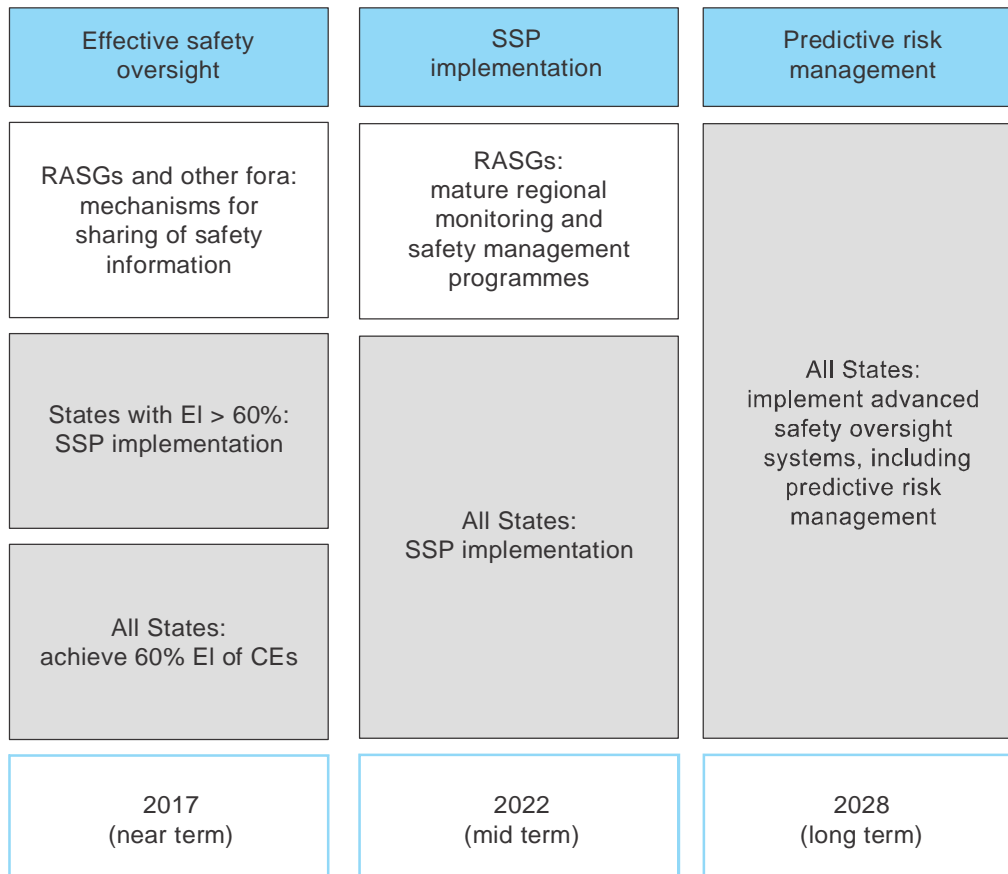 Effective safety
oversight
SSP
implementation
Predictive risk
management
RASGs and other fora:
mechanisms for
sharing of safety
information
RASGs:
mature regional
monitoring and
safety management
programmes
All States:
implement advanced
safety oversight
systems, including
predictive risk
management
States with EI > 60%:
SSP implementation
All States:
SSP implementation
All States:
achieve 60% EI of CEs
2017
(near term)
2022
(mid term)
2028
(long term)